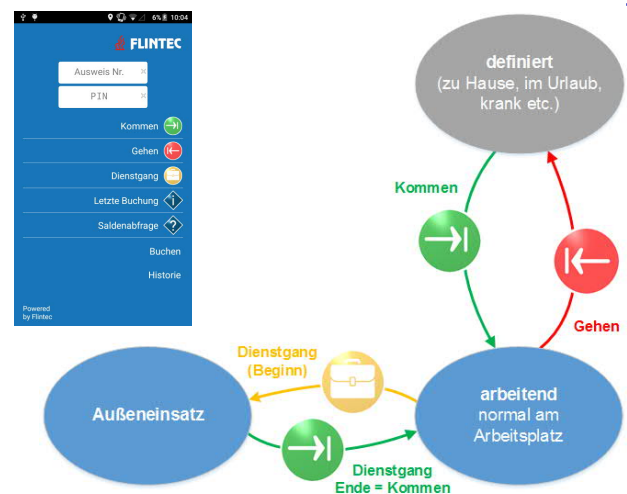 6% 10:04
FLINTEC
Ausweis Nr.
PIN
Kommen
Gehen
Dienstgang
Letzte Buchung
Saldenabfrage
Buchen
Historie
Powered
by Flintec
definiert
(zu Hause, im Urlaub,
krank etc.)
Kommen
Gehen
Dienstgang
(Beginn)
Außeneinsatz
arbeitend
normal am
Arbeitsplatz
Dienstgang
Ende = Kommen